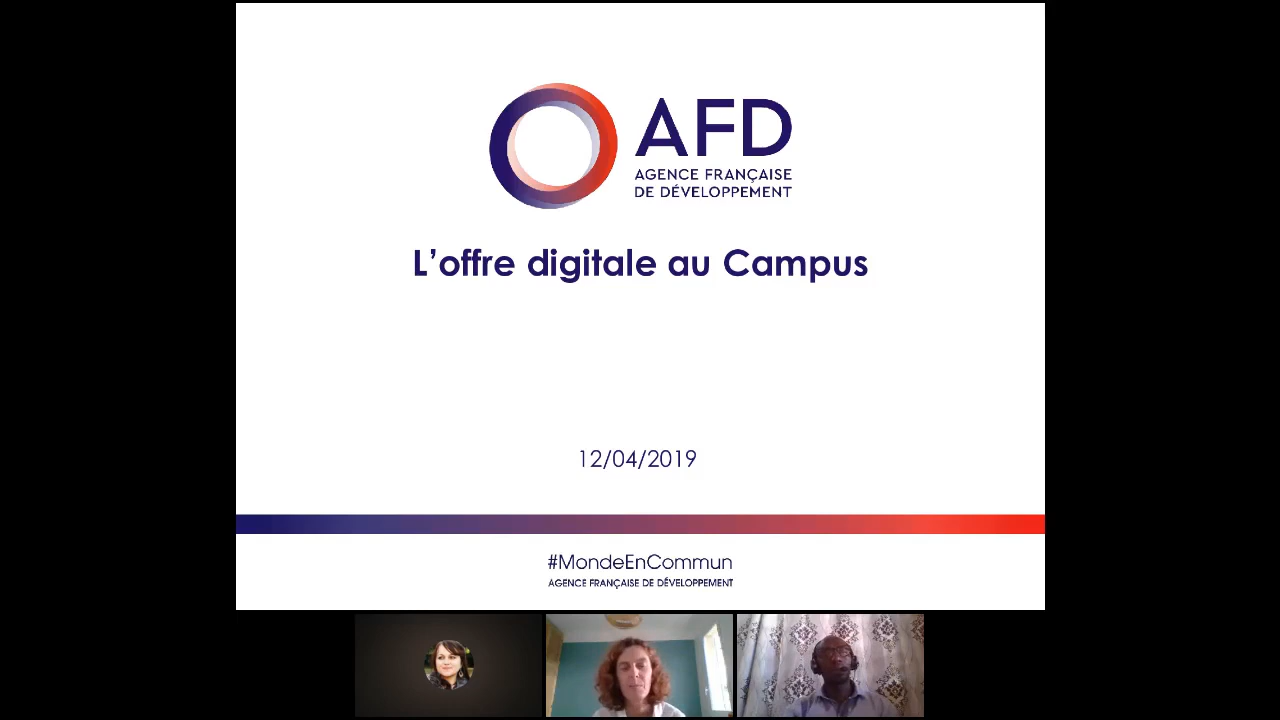 AFD
AGENCE FRANÇAISE
DE DÉVELOPPEMENT
L’offre digitale au Campus
12/04/2019
#MondeEnCommun
AGENCE FRANÇAISE DE DÉVELOPPEMENT